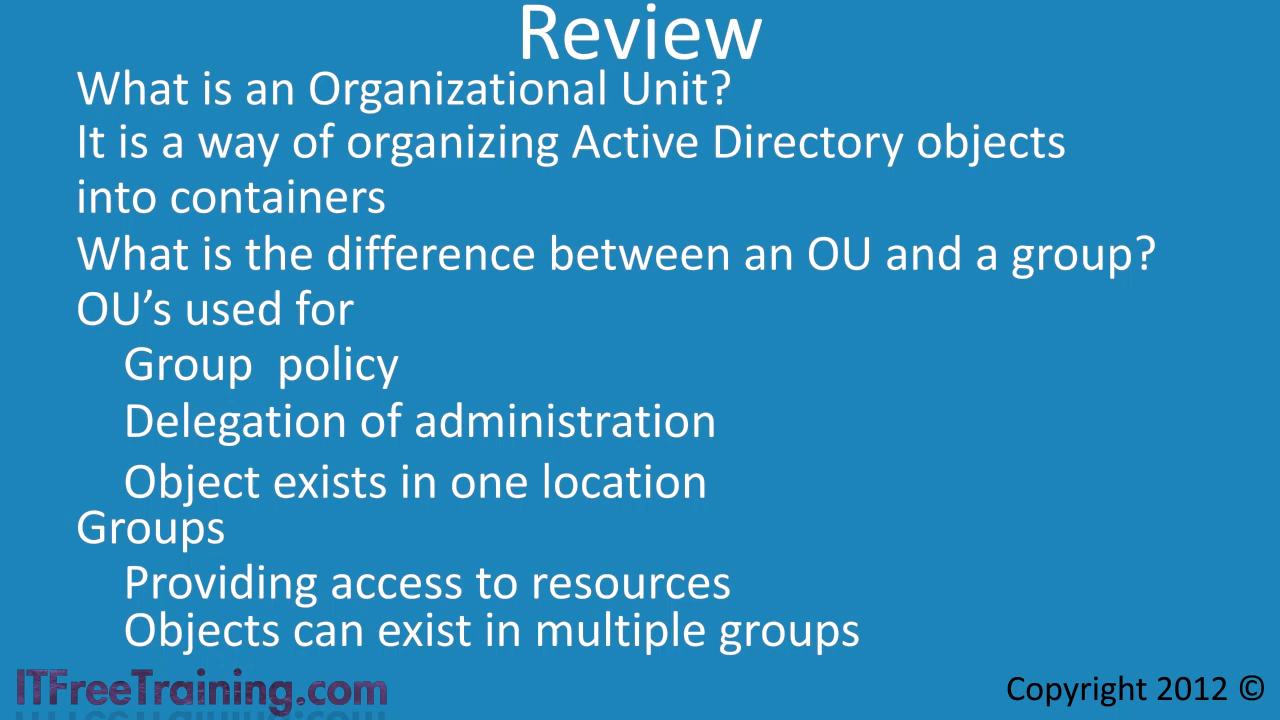 Review
What is an Organizational Unit?
It is a way of organizing Active Directory objects
into containers
What is the difference between an OU and a group?
OU’s used for
Group  policy
Delegation of administration
Object exists in one location
Groups
Providing access to resources
Objects can exist in multiple groups
ITFreeTraining.com
Copyright 2012 ©